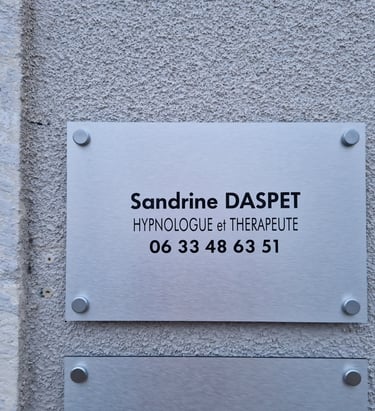 Sandrine DASPET
HYPNOLOGUE et THERAPEUTE
06 33 48 63 51